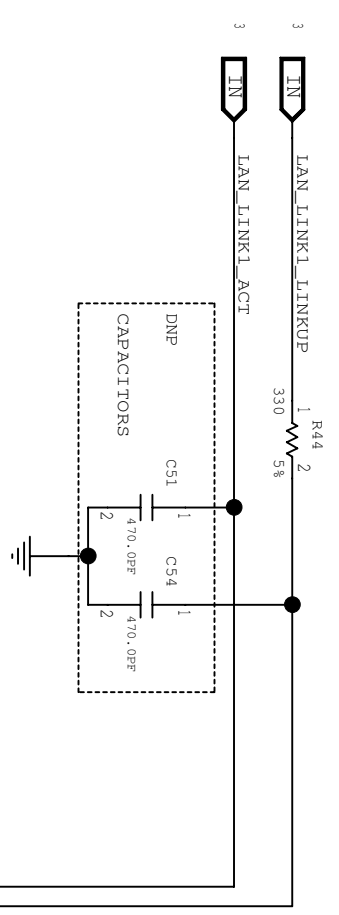 3
IN
LAN_LINK1_LINKUP
1
R44
2
330
5%
3
IN
LAN_LINK1_ACT
DNP
CAPACITORS
C51
1
2
470.0PF
C54
1
2
470.0PF